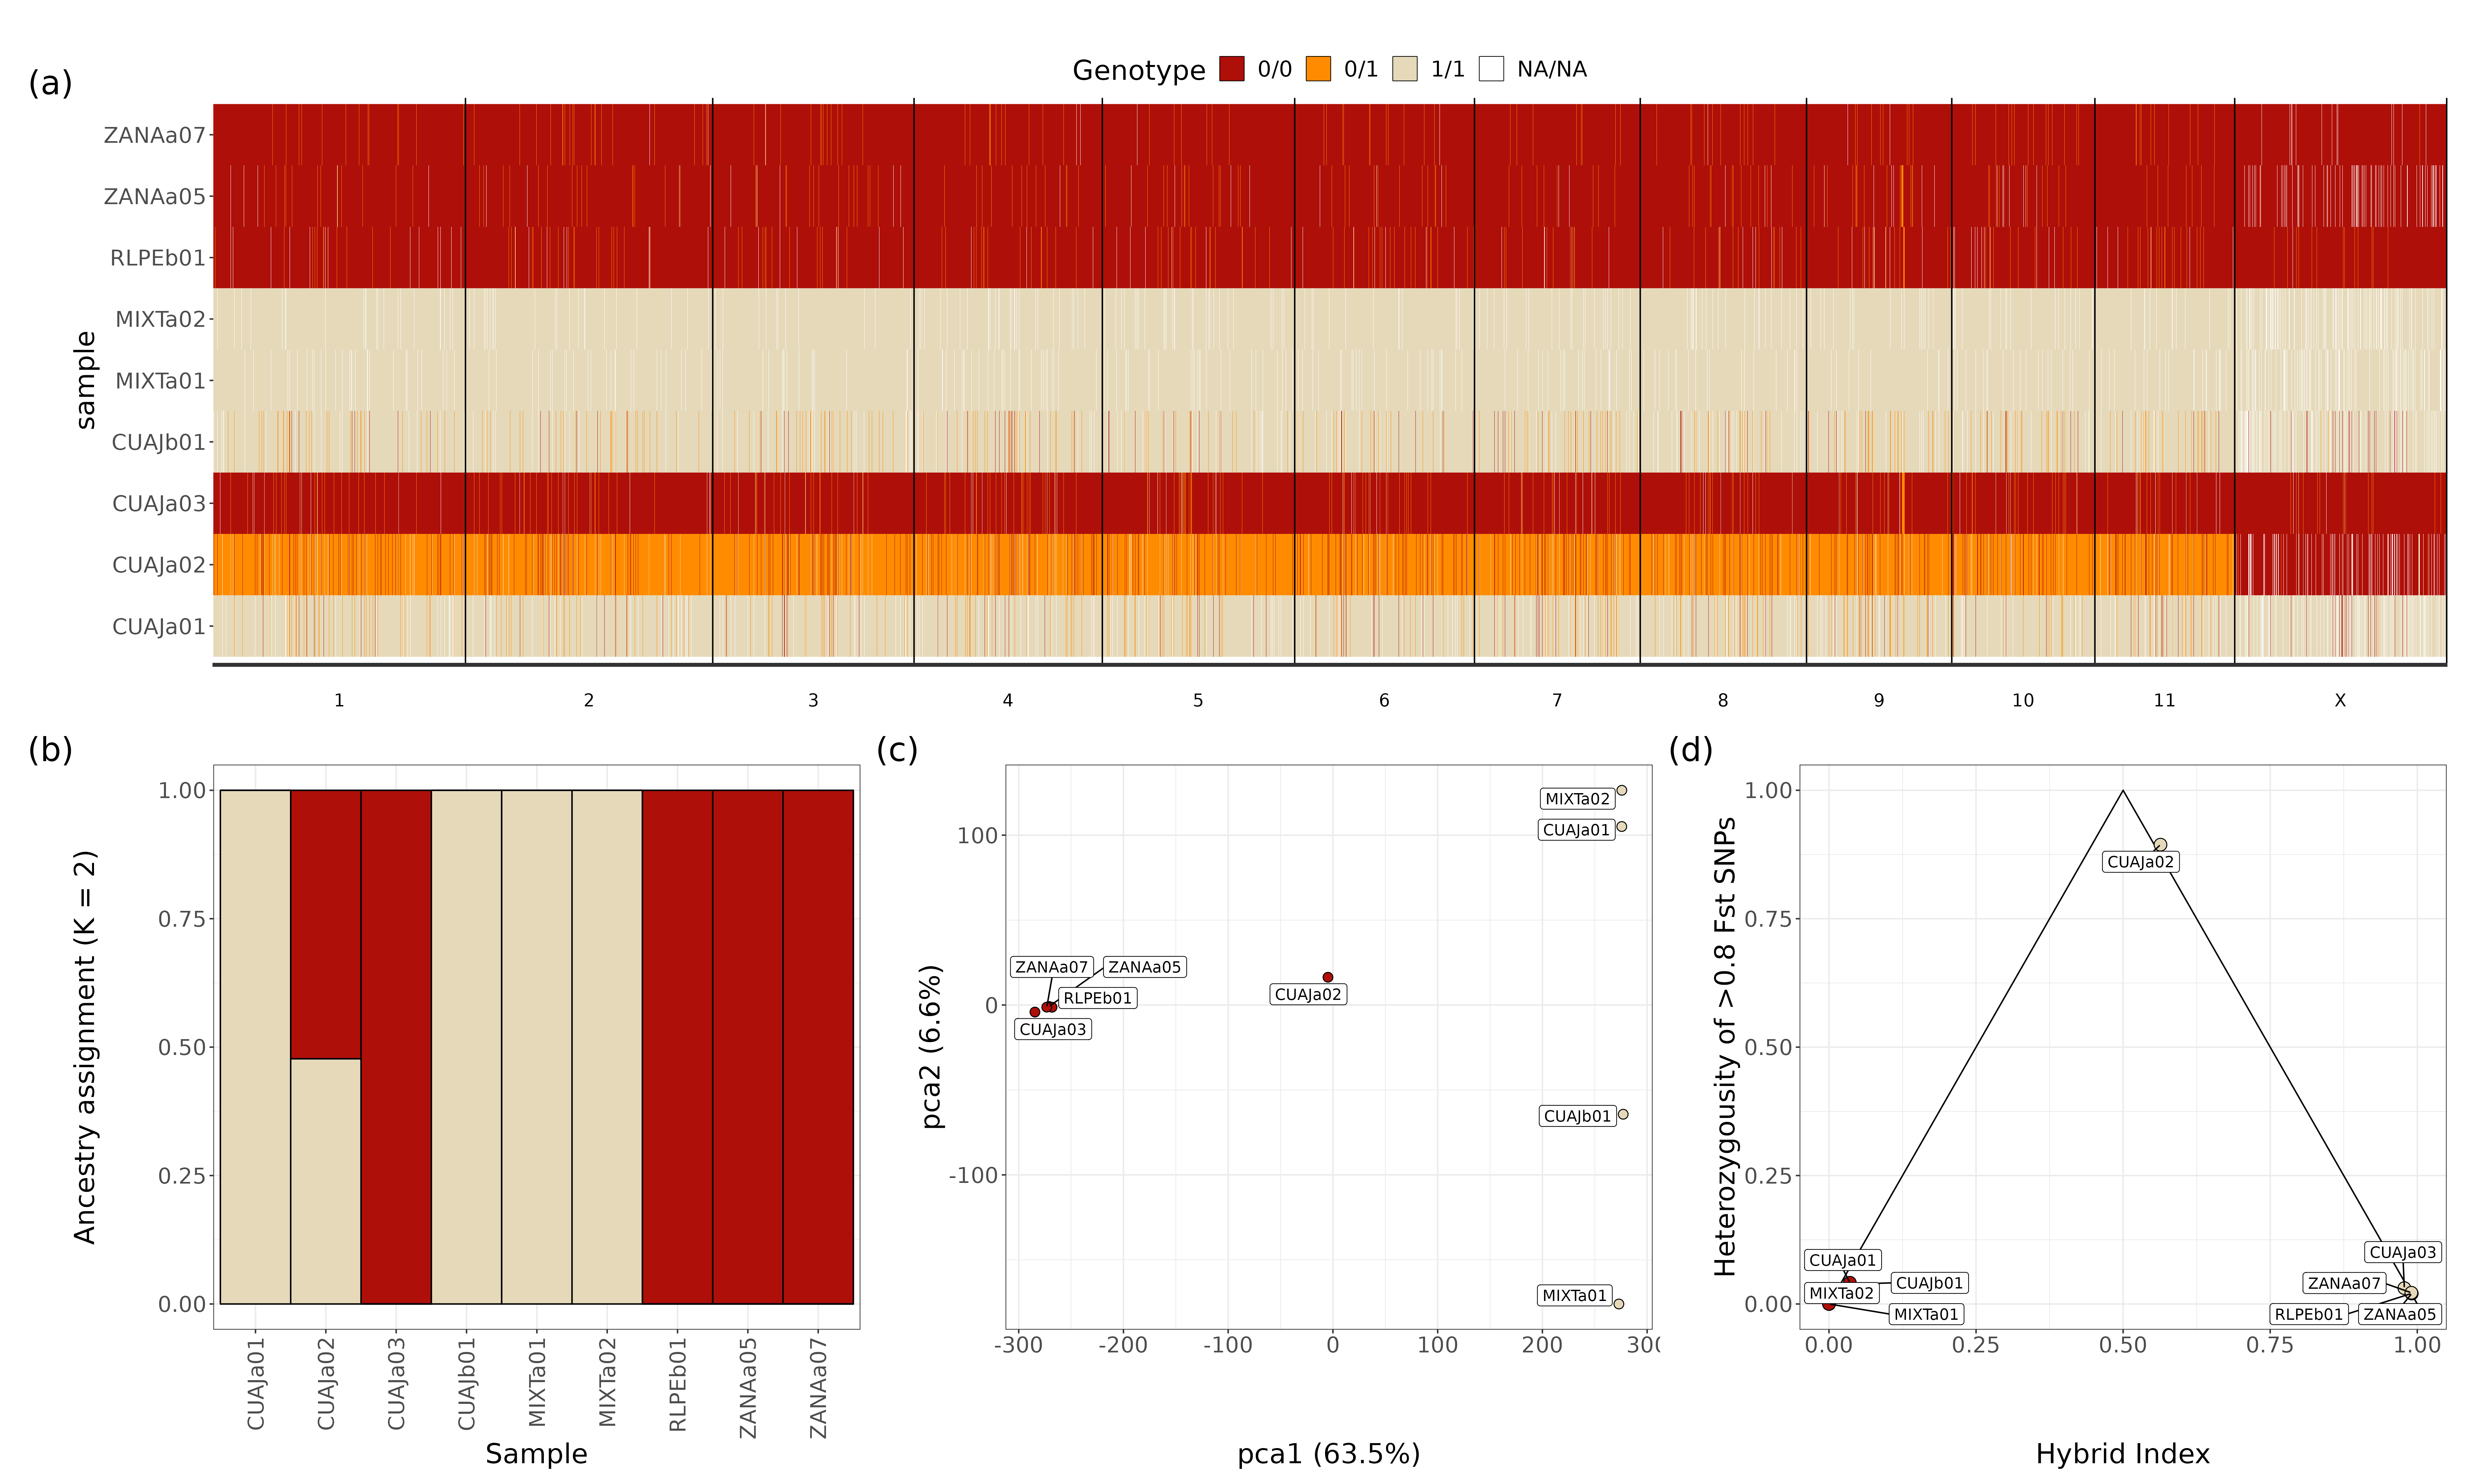 (a)
Genotype 0/0 0/1 1/1 NA/NA
sample
ZANAa07
ZANAa05
RLPEb01
MIXTa02
MIXTa01
CUAJb01
CUAJa03
CUAJa02
CUAJa01
1 2 3 4 5 6 7 8 9 10 11 X
(b)
Ancestry assignment (K = 2)
1.00
0.75
0.50
0.25
0.00
CUAJa01
CUAJa02
CUAJa03
CUAJb01
MIXTa01
MIXTa02
RLPEb01
ZANAa05
ZANAa07
Sample
(c)
pca2 (6.6%)
100
0
-100
MIXTa02
CUAJa01
ZANAa07
ZANAa05
RLPEb01
CUAJa02
CUAJa03
CUAJb01
MIXTa01
-300 -200 -100 0 100 200 300
pca1 (63.5%)
(d)
Heterozygousity of >0.8 Fst SNPs
1.00
0.75
0.50
0.25
0.00
CUAJa02
CUAJa01
CUAJa03
CUAJb01
ZANAa07
MIXTa02
MIXTa01
RLPEb01
ZANAa05
0.00 0.25 0.50 0.75 1.00
Hybrid Index